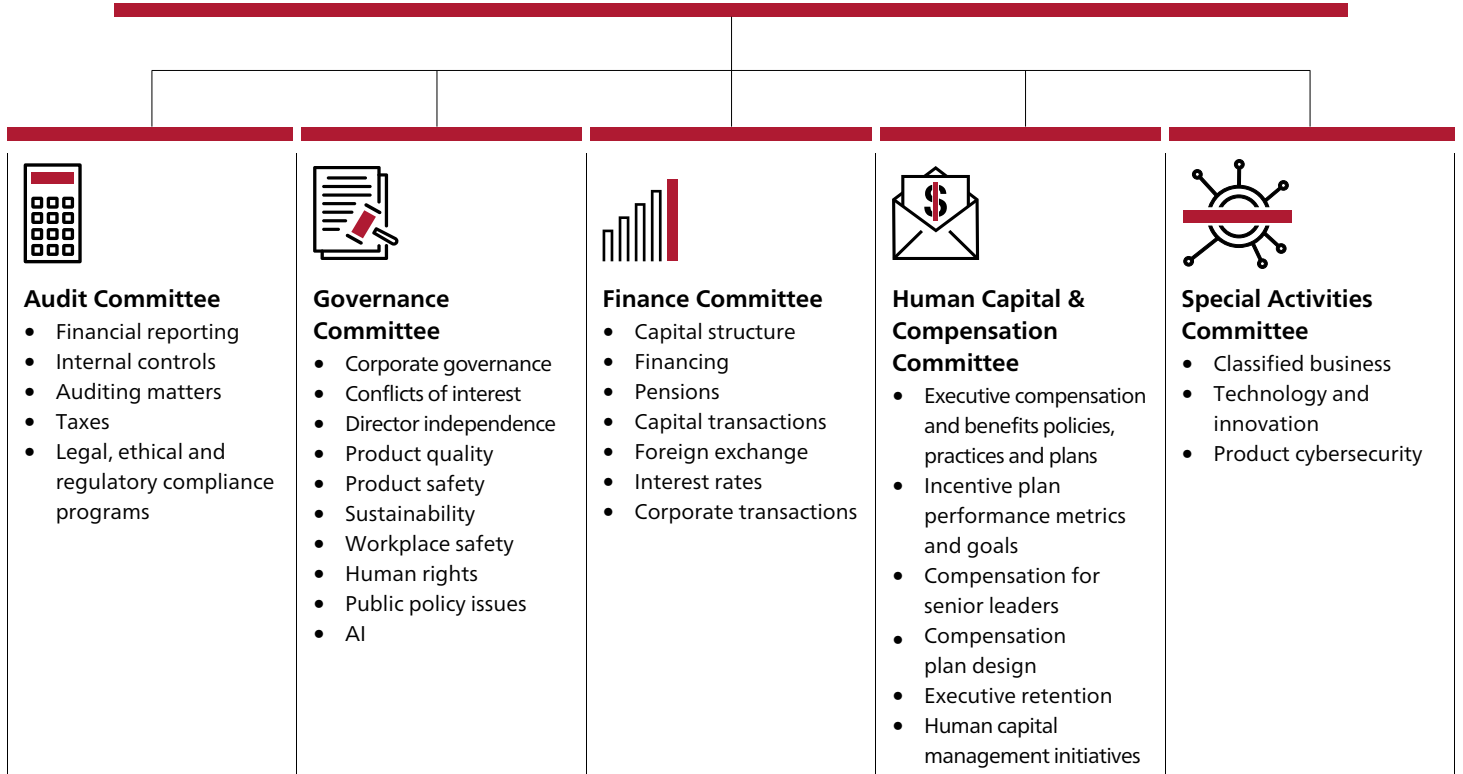 Audit Committee
• Financial reporting
• Internal controls
• Auditing matters
• Taxes
• Legal, ethical and
regulatory compliance
programs
Governance
Committee
• Corporate governance
• Conflicts of interest
• Director independence
• Product quality
• Product safety
• Sustainability
• Workplace safety
• Human rights
• Public policy issues
• AI
Finance Committee
• Capital structure
• Financing
• Pensions
• Capital transactions
• Foreign exchange
• Interest rates
• Corporate transactions
$
Human Capital &
Compensation
Committee
• Executive compensation
and benefits policies,
practices and plans
• Incentive plan
performance metrics
and goals
• Compensation for
senior leaders
• Compensation
plan design
• Executive retention
• Human capital
management initiatives
Special Activities
Committee
• Classified business
• Technology and
innovation
• Product cybersecurity